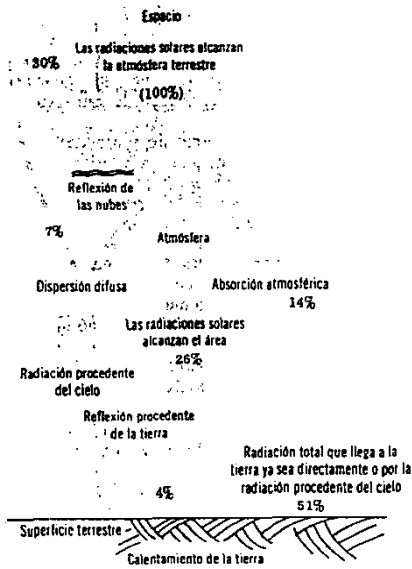 Espacio
Las radiaciones solares alcanzan
la atmósfera terrestre
30%
(100%)
Reflexión de
las nubes
7%
Atmósfera
Dispersión difusa
Absorción atmosférica
14%
Las radiaciones solares
alcanzan el área
26%
Radiación procedente
del cielo
Reflexión procedente
de la tierra
Radiación total que llega a la
tierra ya sea directamente o por la
radiación procedente del cielo
51%
4%
Superficie terrestre
Calentamiento de la tierra